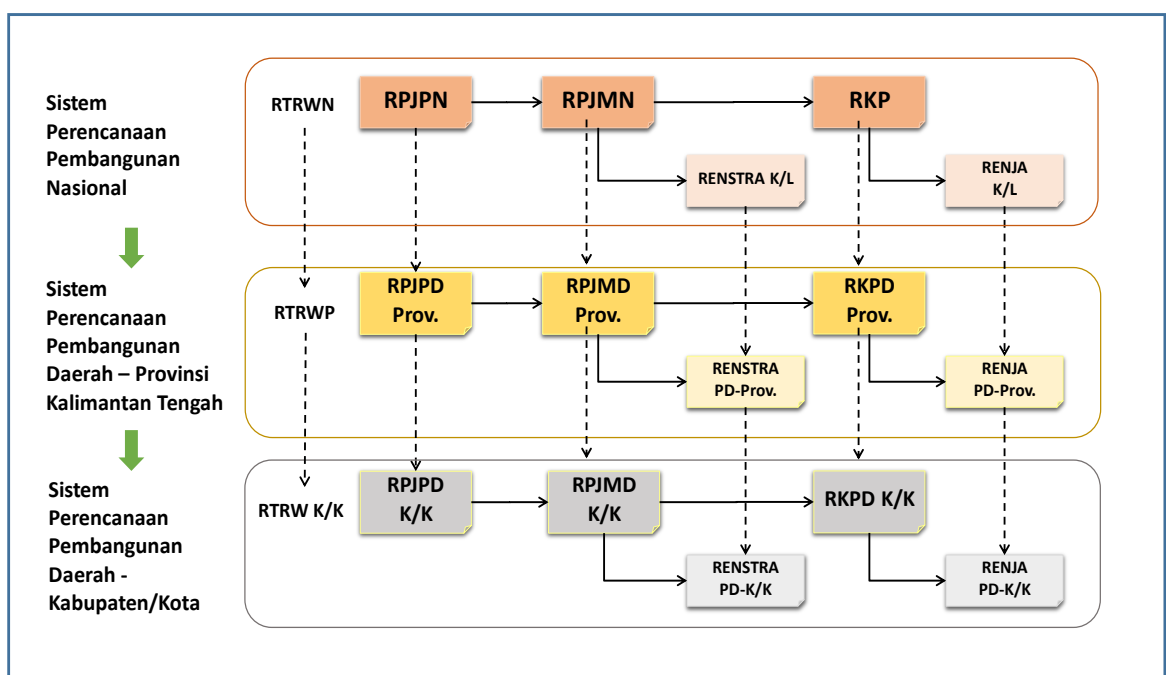 Sistem
Perencanaan
Pembangunan
Nasional
RTRWN
RPJPN
RPJMN
RKP
RENSTRA K/L
RENJA
K/L
Sistem
Perencanaan
Pembangunan
Daerah – Provinsi
Kalimantan Tengah
RTRWP
RPJPD
Prov.
RPJMD
Prov.
RKPD
Prov.
RENSTRA
PD-Prov.
RENJA
PD-Prov.
Sistem
Perencanaan
Pembangunan
Daerah -
Kabupaten/Kota
RTRW K/K
RPJPD
K/K
RPJMD
K/K
RKPD K/K
RENSTRA
PD-K/K
RENJA
PD-K/K